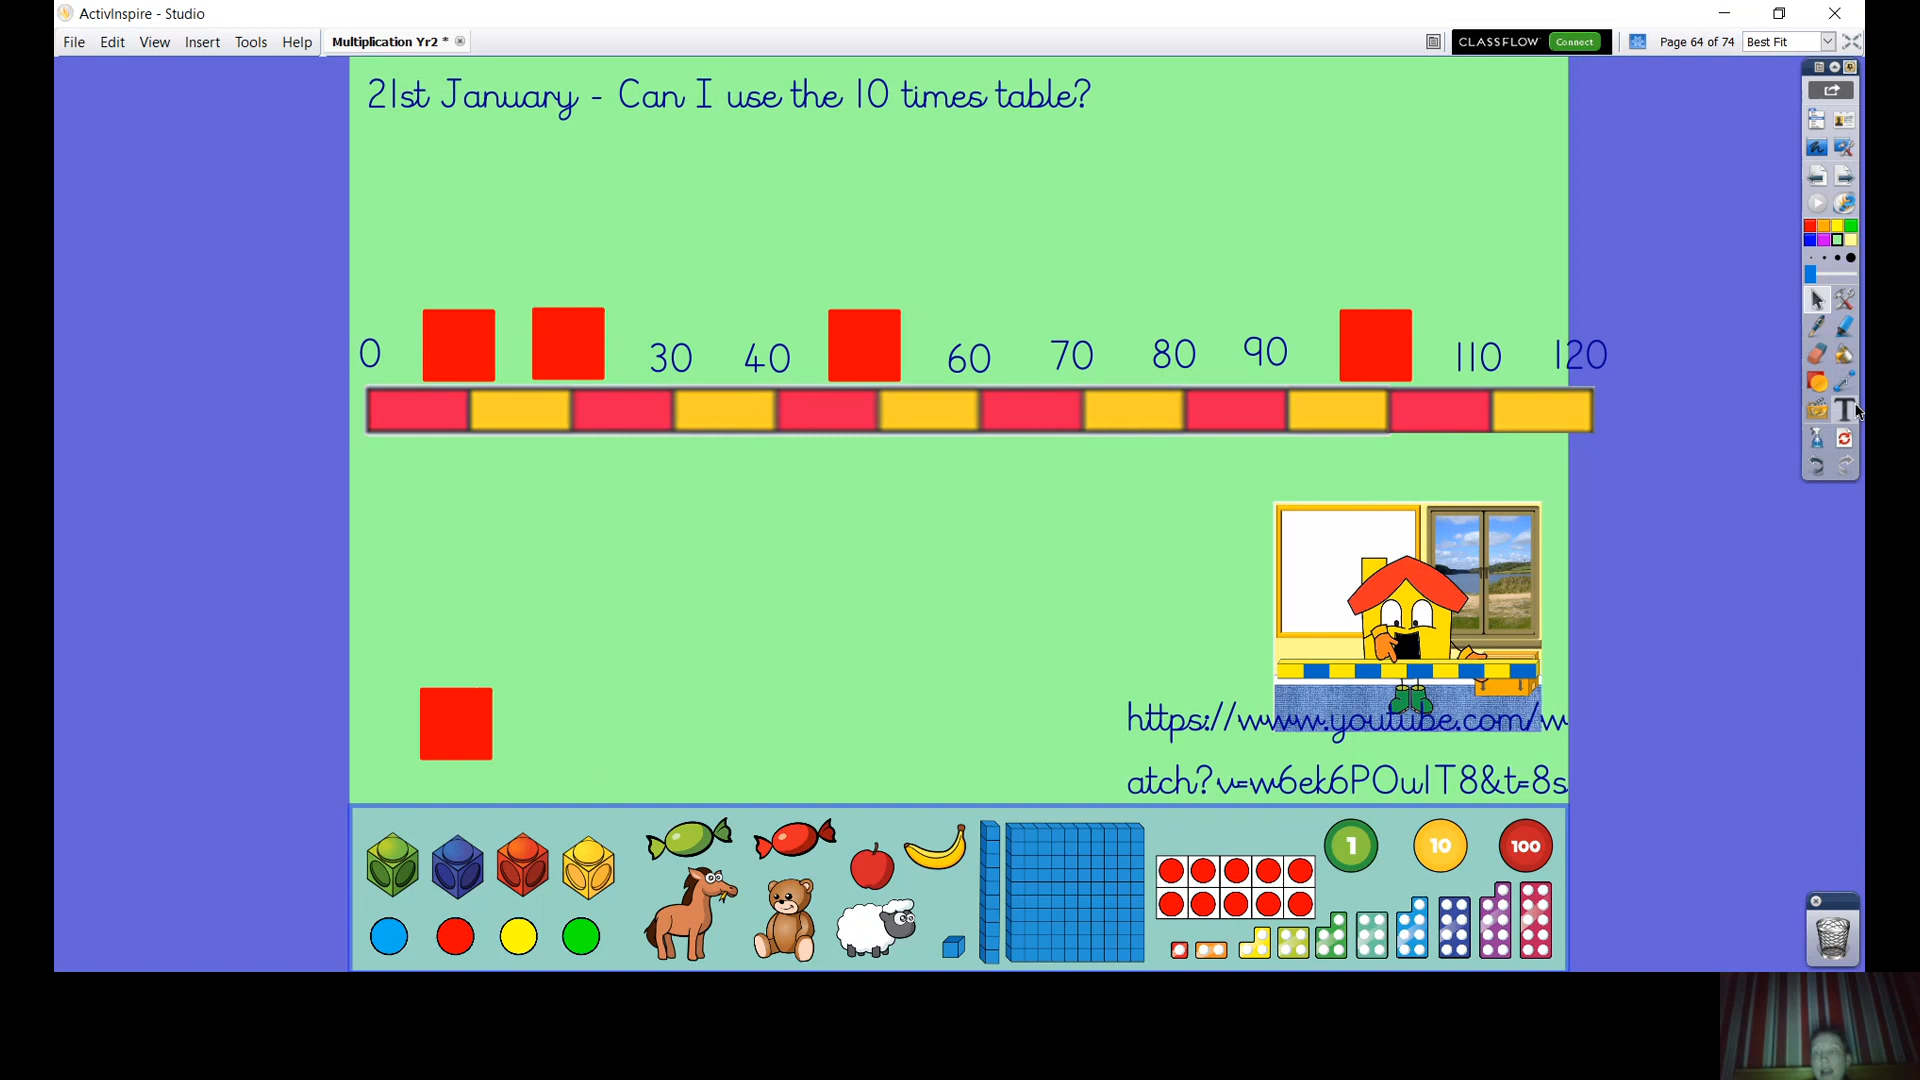 ActivInspire - Studio
File Edit View Insert Tools Help Multiplication Yr2 * CLASSFLOW Connect Page 64 of 74 Best Fit
21st January - Can I use the 10 times table?
0 30 40 60 70 80 90 110 120
T
https://www.youtube.com/w
atch?v=w6ek6POulT8&t=8s
1 10 100